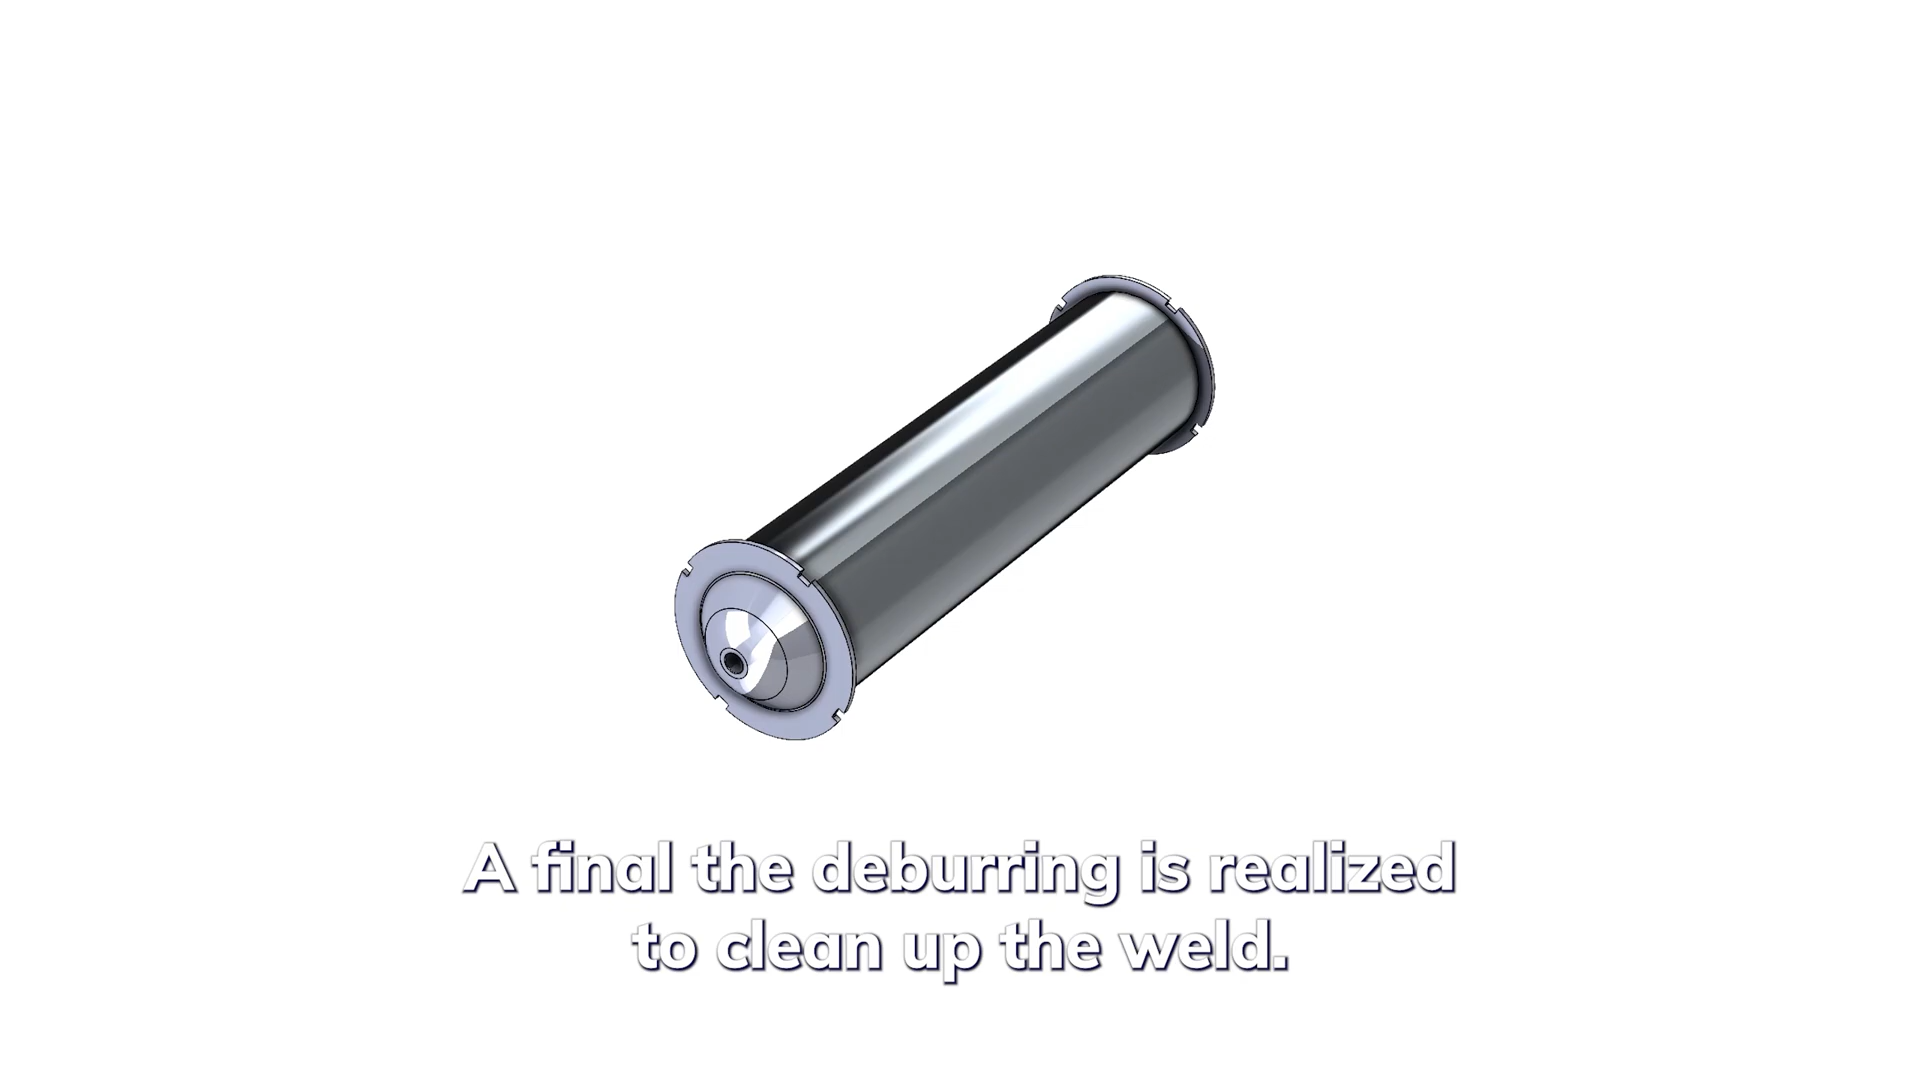 A final the deburring is realized
to clean up the weld.